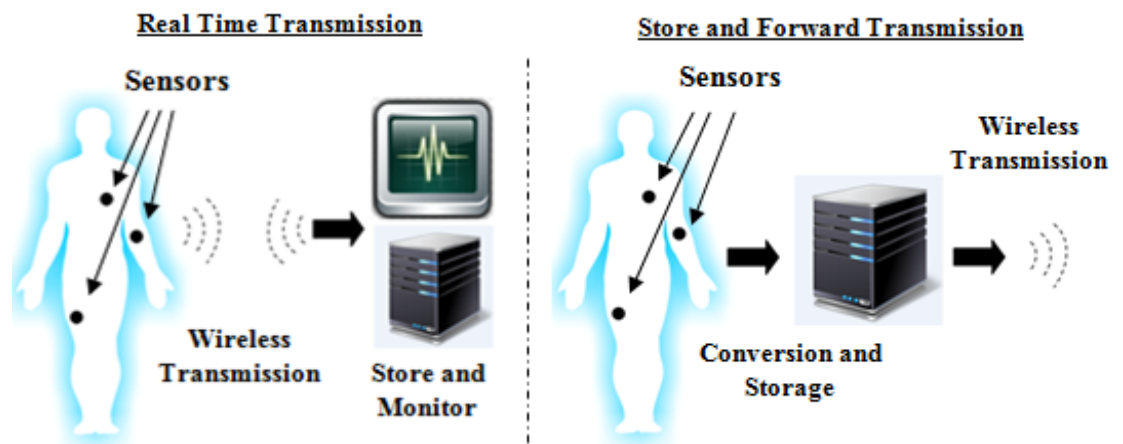 Real Time Transmission
Sensors
Wireless
Transmission
Store and
Monitor
Store and Forward Transmission
Sensors
Wireless
Transmission
Conversion and
Storage